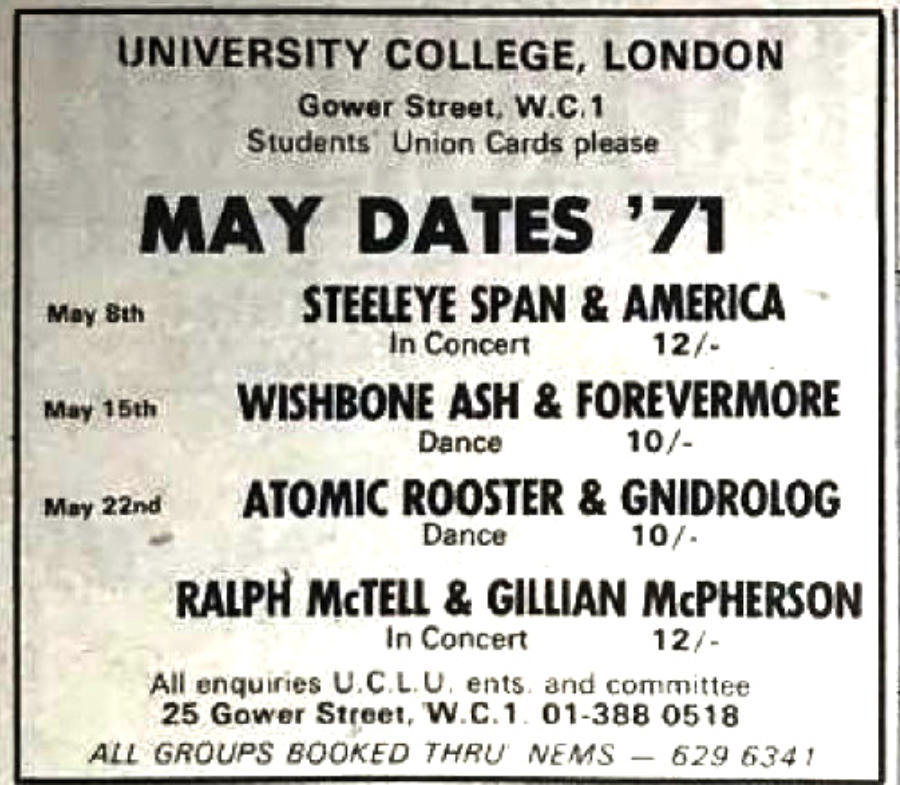 UNIVERSITY COLLEGE, LONDON
Gower Street, W.C.1
Students' Union Cards please
MAY DATES '71
May 8th STEELEYE SPAN & AMERICA
In Concert 12/-
May 15th WISHBONE ASH & FOREVERMORE
Dance 10/-
May 22nd ATOMIC ROOSTER & GNIDROLOG
Dance 10/-
RALPH McTELL & GILLIAN McPHERSON
In Concert 12/-
All enquiries U.C.L.U. ents. and committee
25 Gower Street, W.C.1. 01-388 0518
ALL GROUPS BOOKED THRU' NEMS — 629 6341